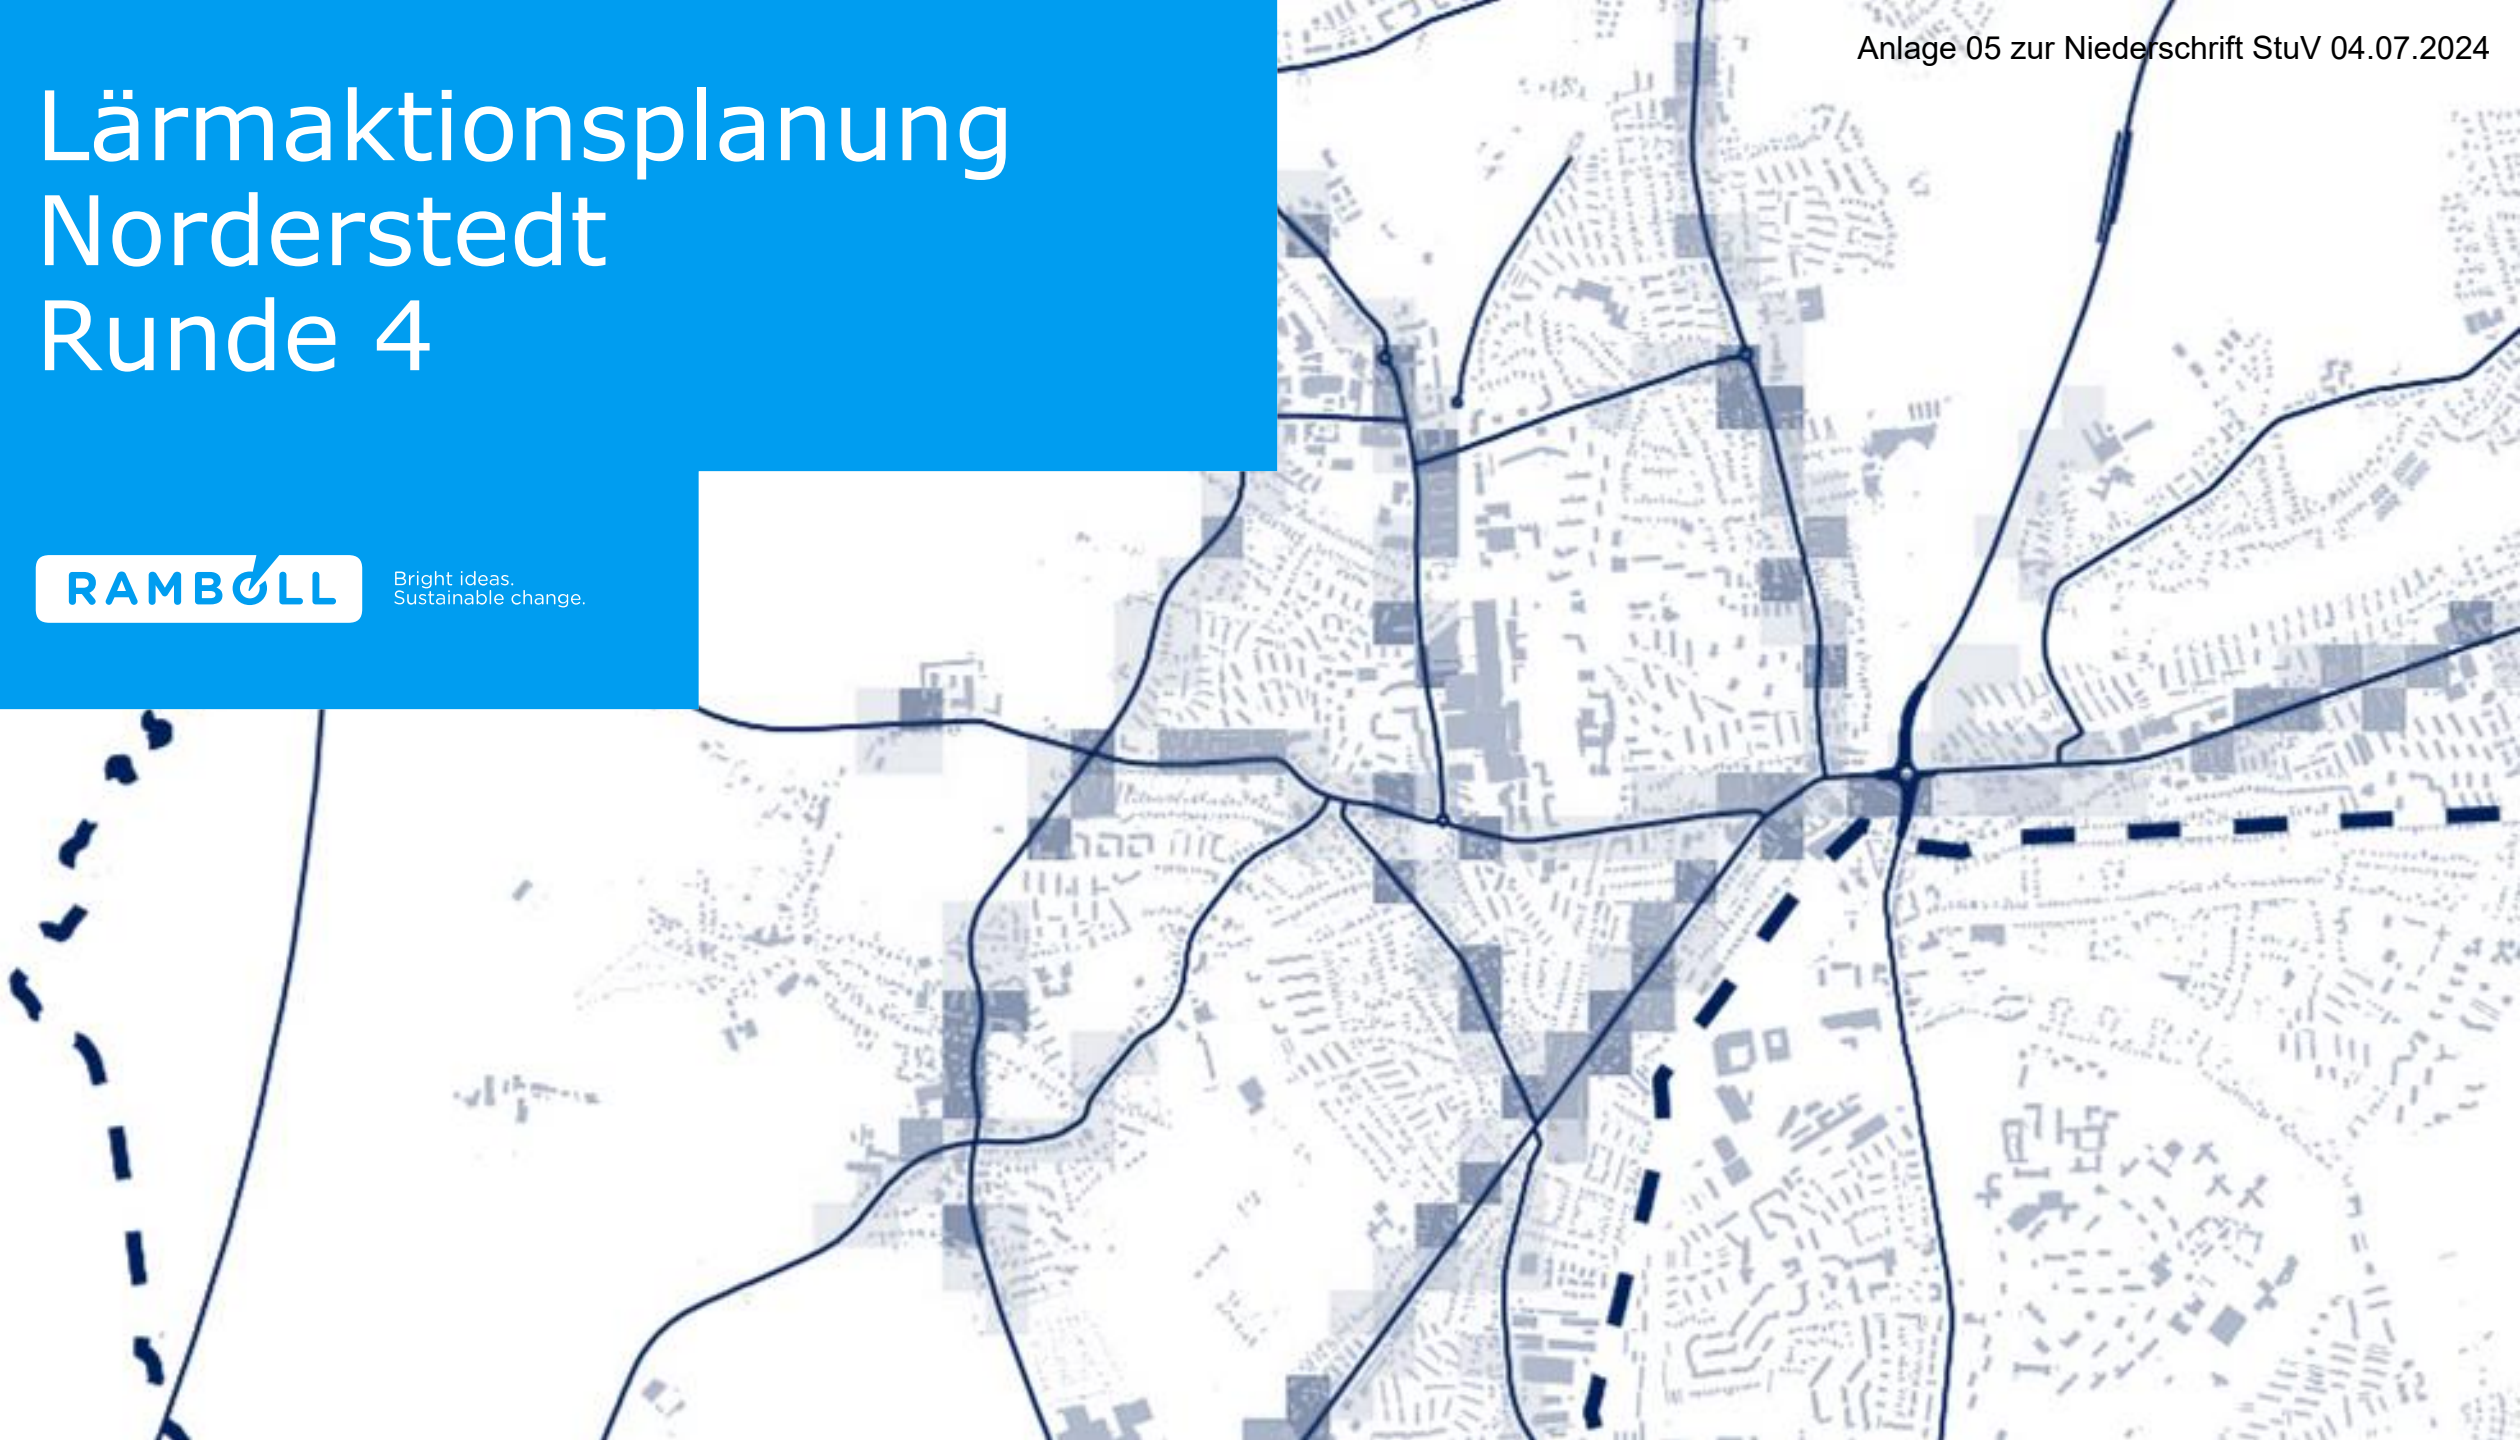 Anlage 05 zur Niederschrift StuV 04.07.2024
Lärmaktionsplanung
Norderstedt
Runde 4
RAMBOLL
Bright ideas.
Sustainable change.